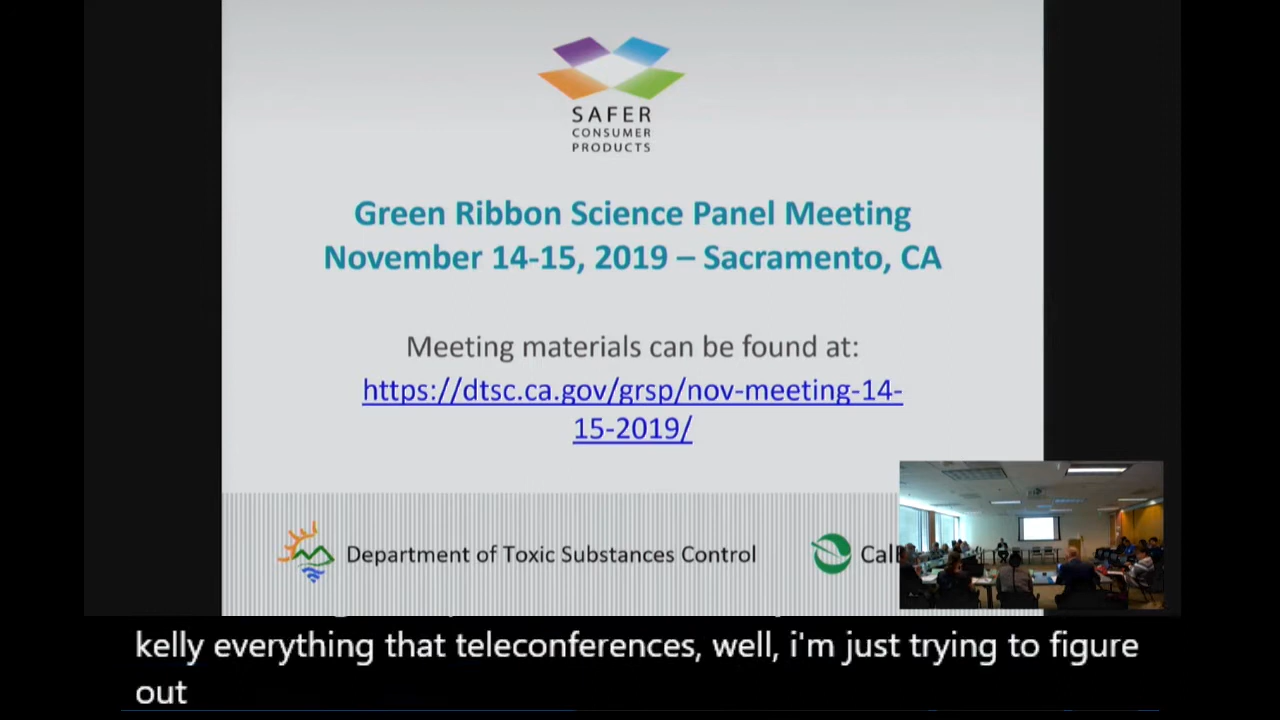 SAFER
CONSUMER
PRODUCTS
Green Ribbon Science Panel Meeting
November 14-15, 2019 – Sacramento, CA
Meeting materials can be found at:
https://dtsc.ca.gov/grsp/nov-meeting-14-
15-2019/
Department of Toxic Substances Control
kelly everything that teleconferences, well, i'm just trying to figure
out